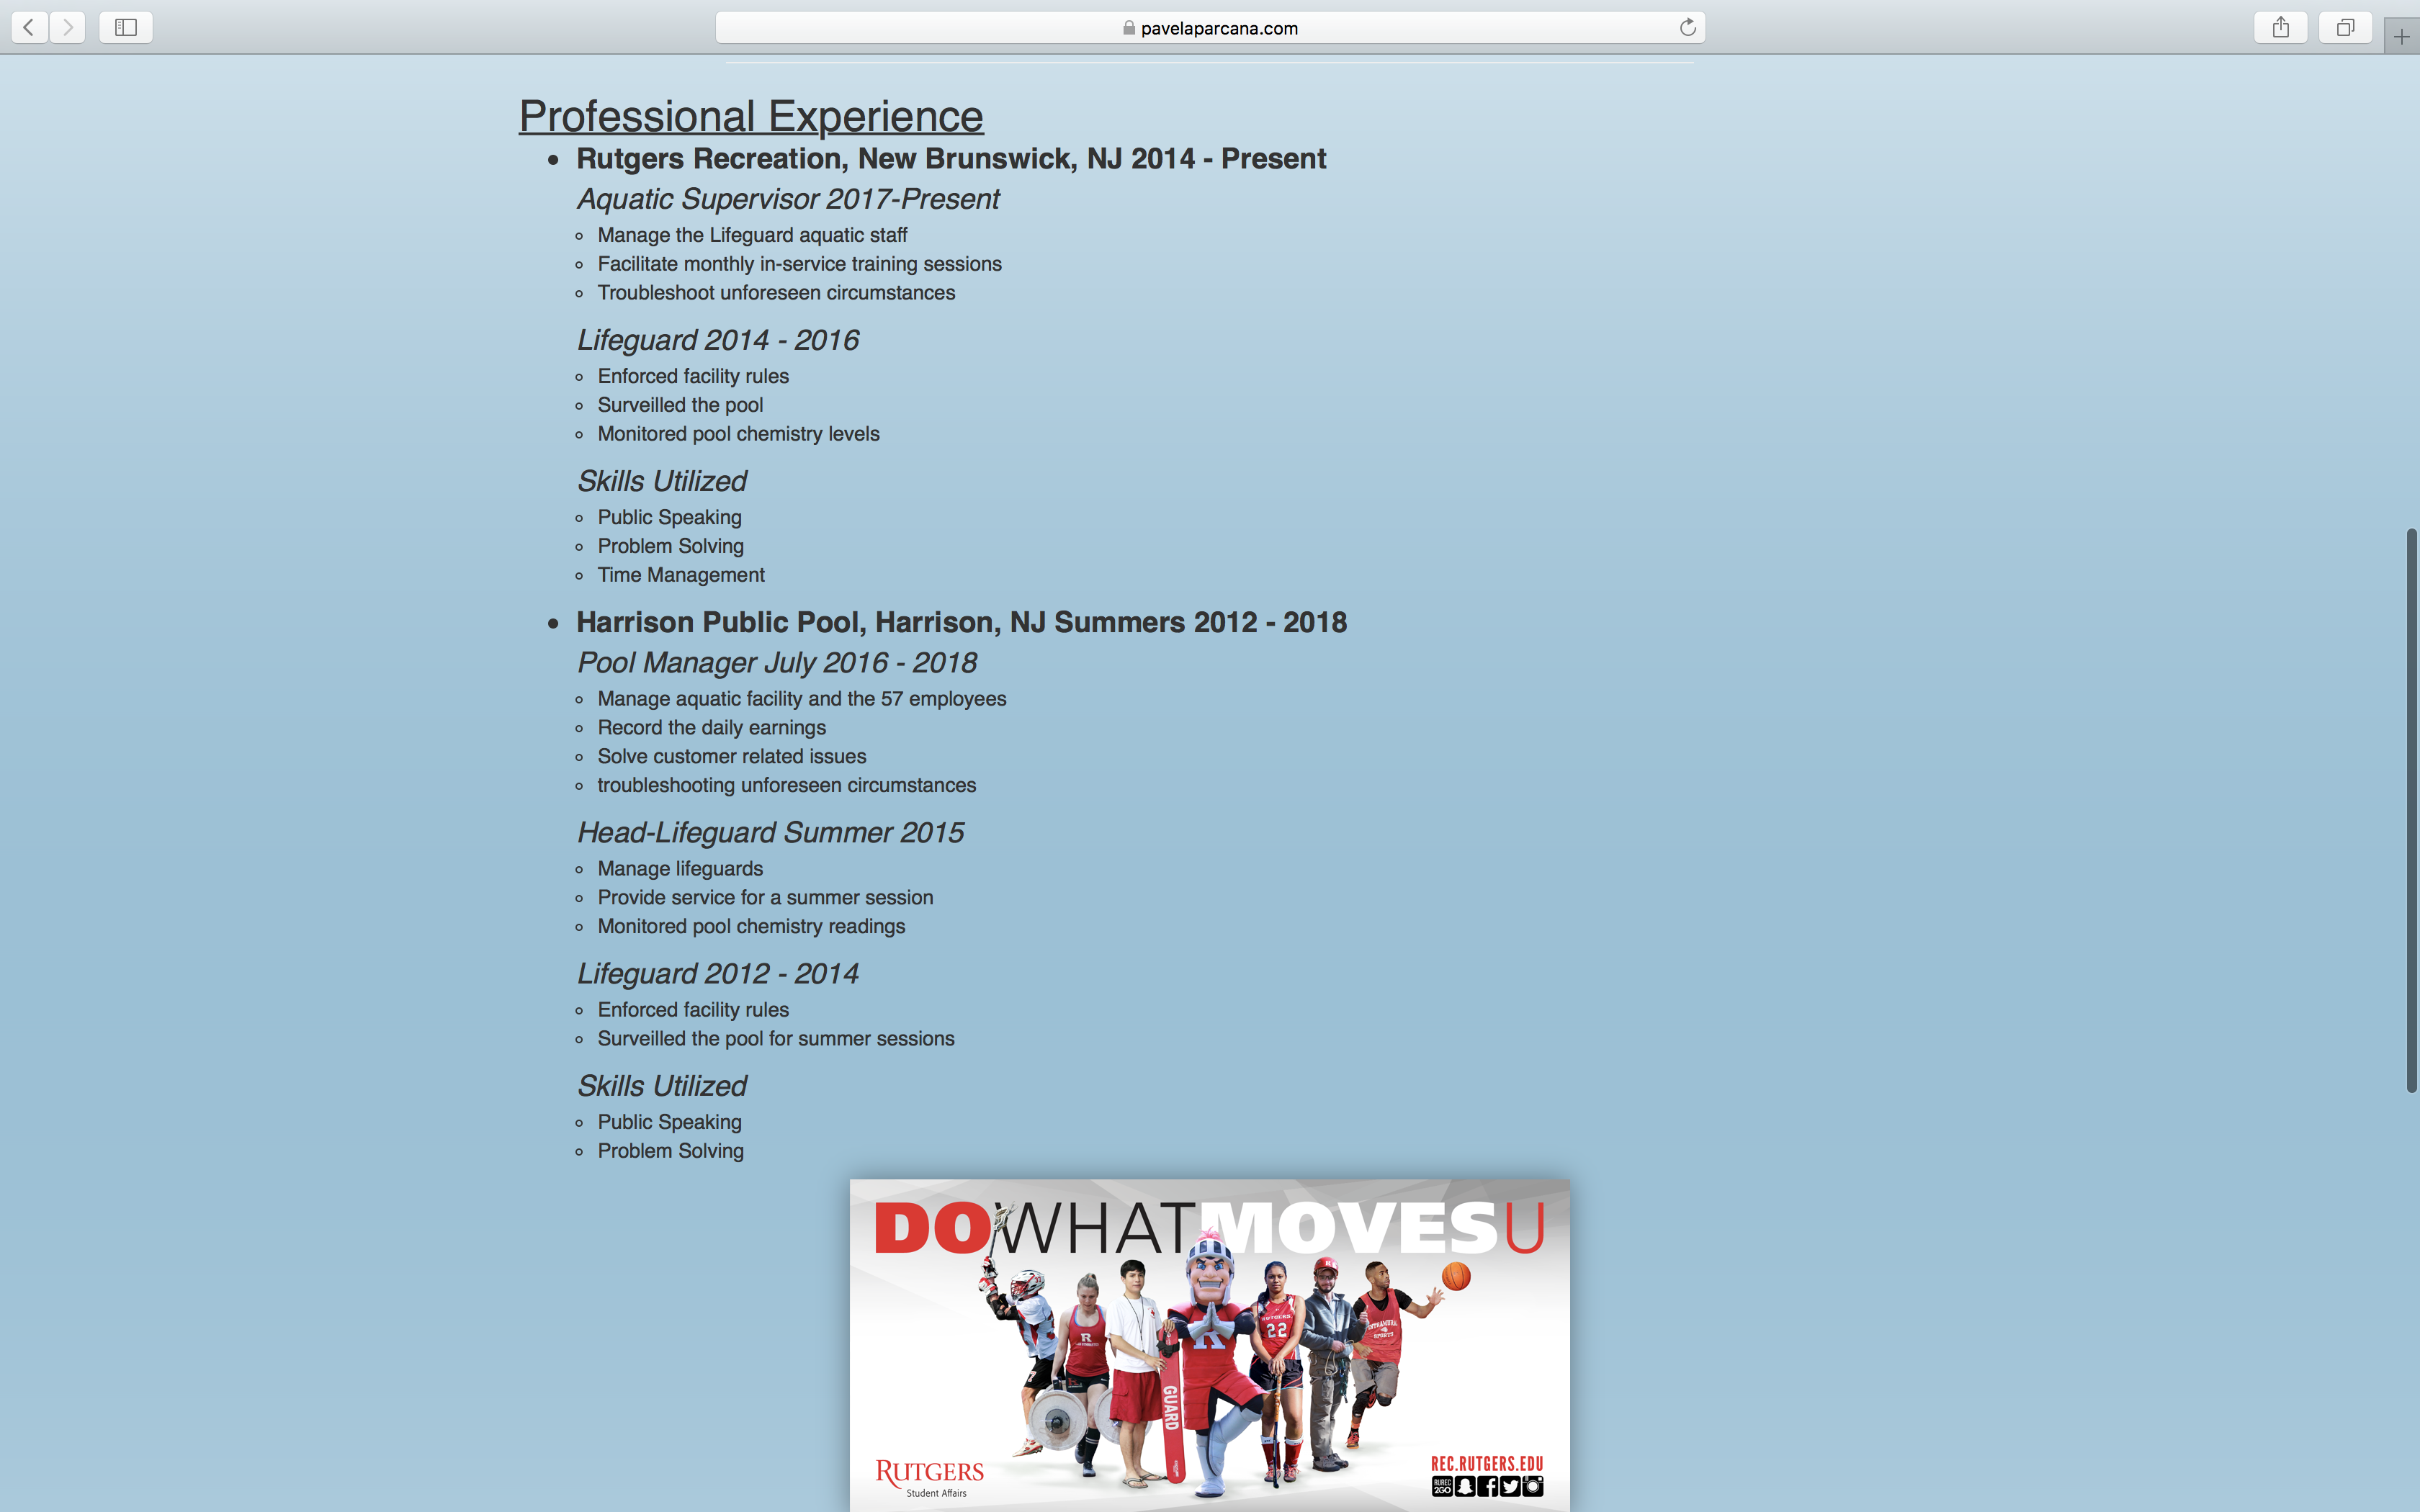 pavelaparcana.com
Professional Experience
Rutgers Recreation, New Brunswick, NJ 2014 - Present
Aquatic Supervisor 2017-Present
Manage the Lifeguard aquatic staff
Facilitate monthly in-service training sessions
Troubleshoot unforeseen circumstances
Lifeguard 2014 - 2016
Enforced facility rules
Surveilled the pool
Monitored pool chemistry levels
Skills Utilized
Public Speaking
Problem Solving
Time Management
Harrison Public Pool, Harrison, NJ Summers 2012 - 2018
Pool Manager July 2016 - 2018
Manage aquatic facility and the 57 employees
Record the daily earnings
Solve customer related issues
troubleshooting unforeseen circumstances
Head-Lifeguard Summer 2015
Manage lifeguards
Provide service for a summer session
Monitored pool chemistry readings
Lifeguard 2012 - 2014
Enforced facility rules
Surveilled the pool for summer sessions
Skills Utilized
Public Speaking
Problem Solving
DOWHATMOVESU
R
R
RUTGERS
22
INTRAMURAL
SPORTS
GUARD
RUTGERS
Student Affairs
REC.RUTGERS.EDU
RUREC
2GO